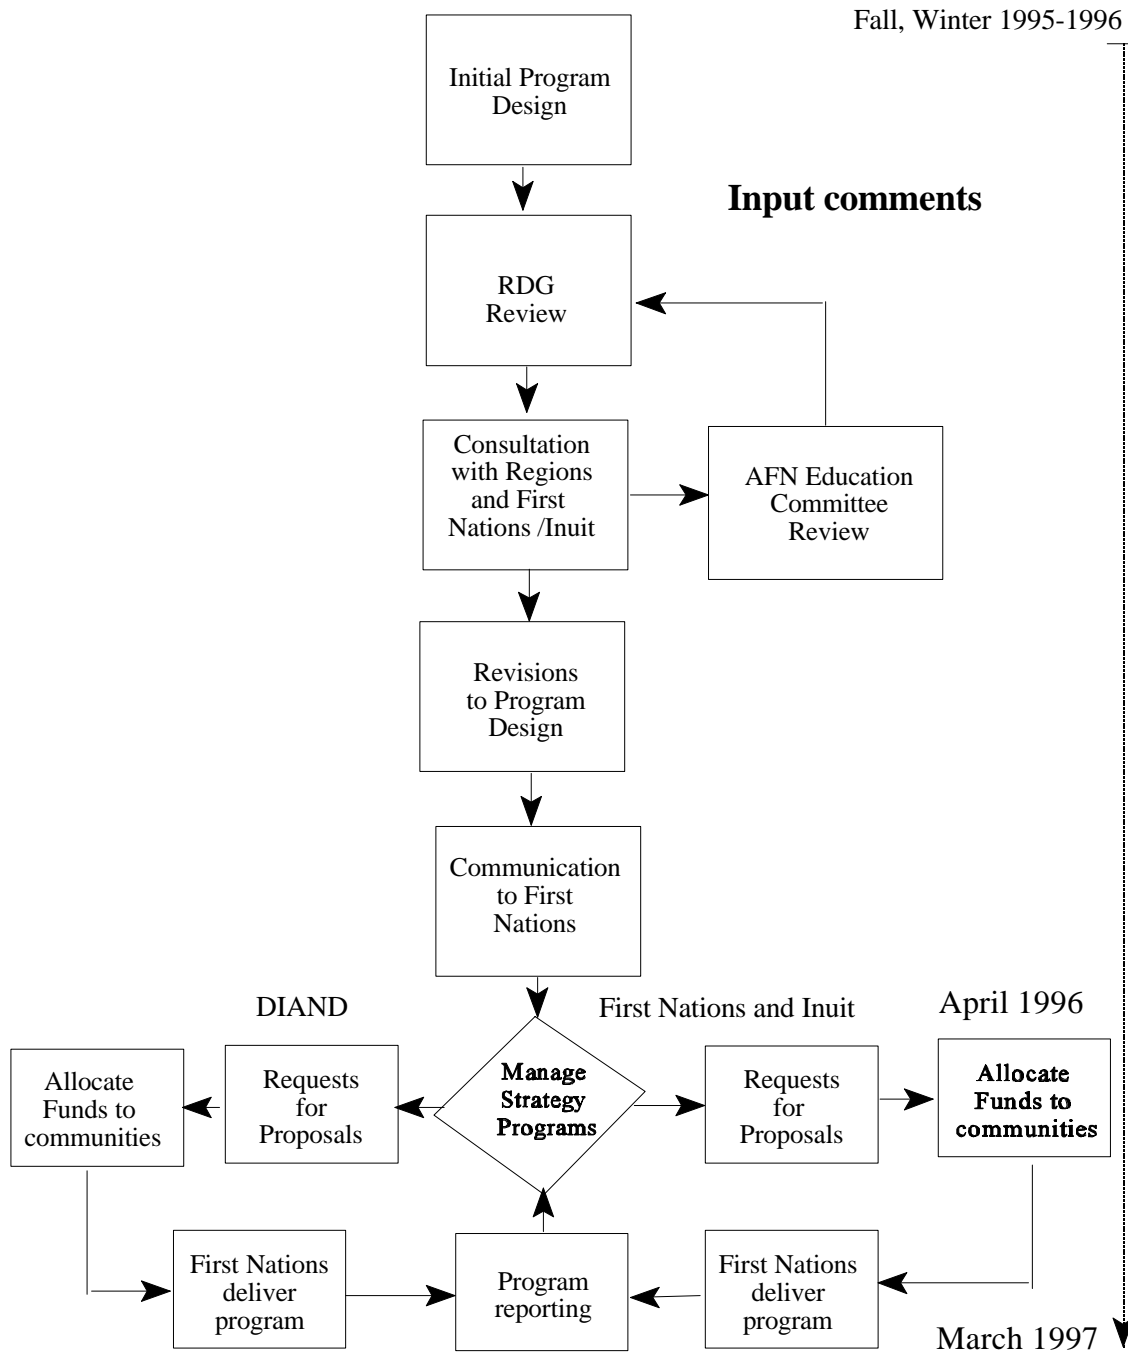 Fall, Winter 1995-1996
Initial Program
Design
Input comments
RDG
Review
Consultation
with Regions
and First
Nations /Inuit
AFN Education
Committee
Review
Revisions
to Program
Design
Communication
to First
Nations
DIAND
First Nations and Inuit
April 1996
Allocate
Funds to
communities
Requests
for
Proposals
Manage
Strategy
Programs
Requests
for
Proposals
Allocate
Funds to
communities
First Nations
deliver
program
Program
reporting
First Nations
deliver
program
March 1997